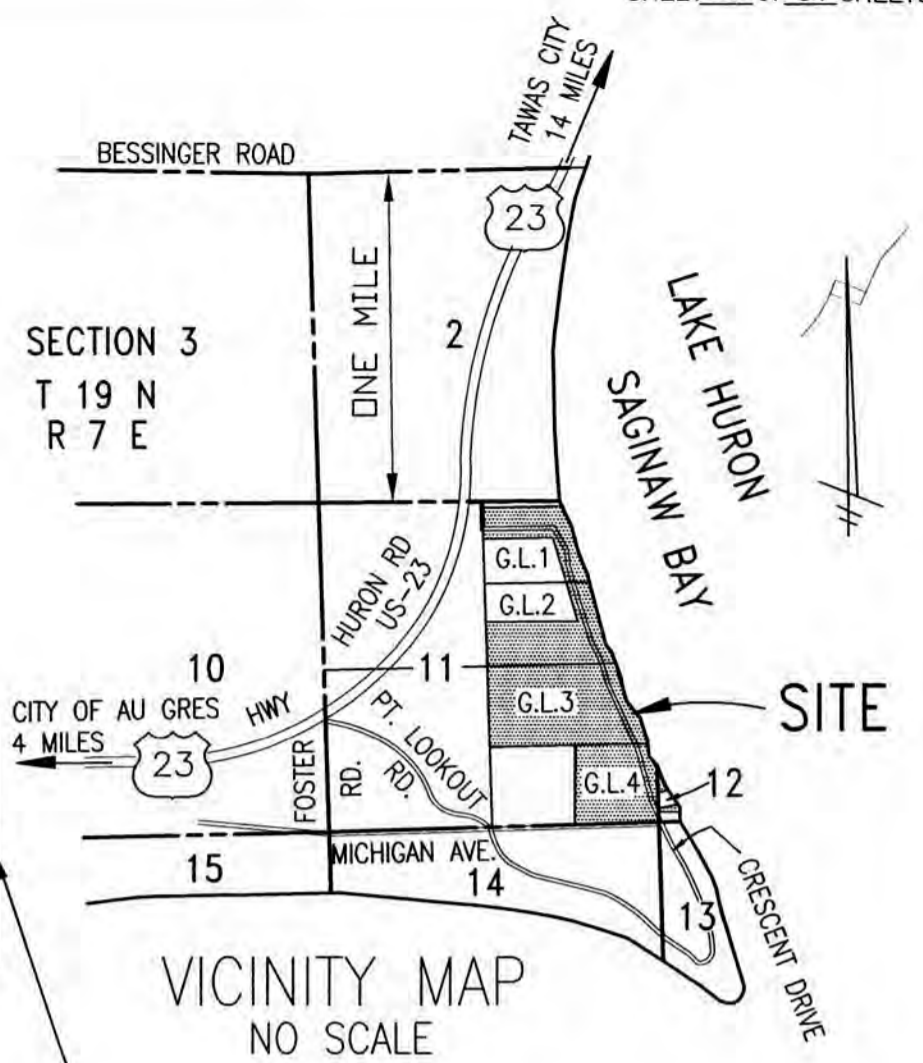 TAWAS CITY
14 MILES
BESSINGER ROAD
23
ONE MILE
2
SECTION 3
T 19 N
R 7 E
LAKE HURON
SAGINAW BAY
HURON RD
US-23
G.L.1
G.L.2
10
11
G.L.3
SITE
CITY OF AU GRES
4 MILES
HWY
23
PT. LOOKOUT
RD.
FOSTER
RD.
G.L.4
12
MICHIGAN AVE.
15
14
13
CRESCENT DRIVE
VICINITY MAP
NO SCALE